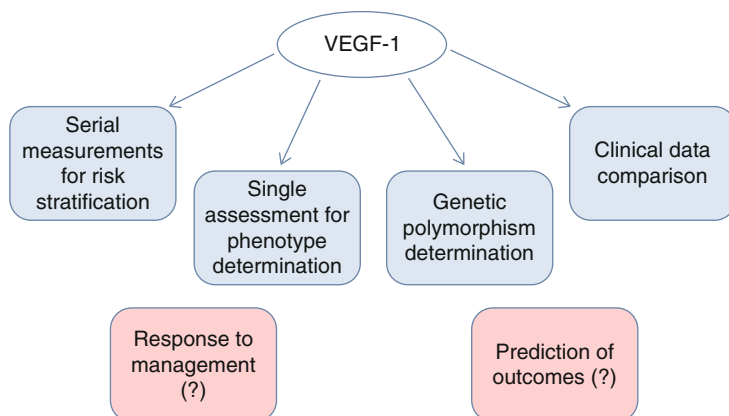 VEGF-1
Serial
measurements
for risk
stratification
Single
assessment for
phenotype
determination
Genetic
polymorphism
determination
Clinical data
comparison
Response to
management
(?)
Prediction of
outcomes (?)